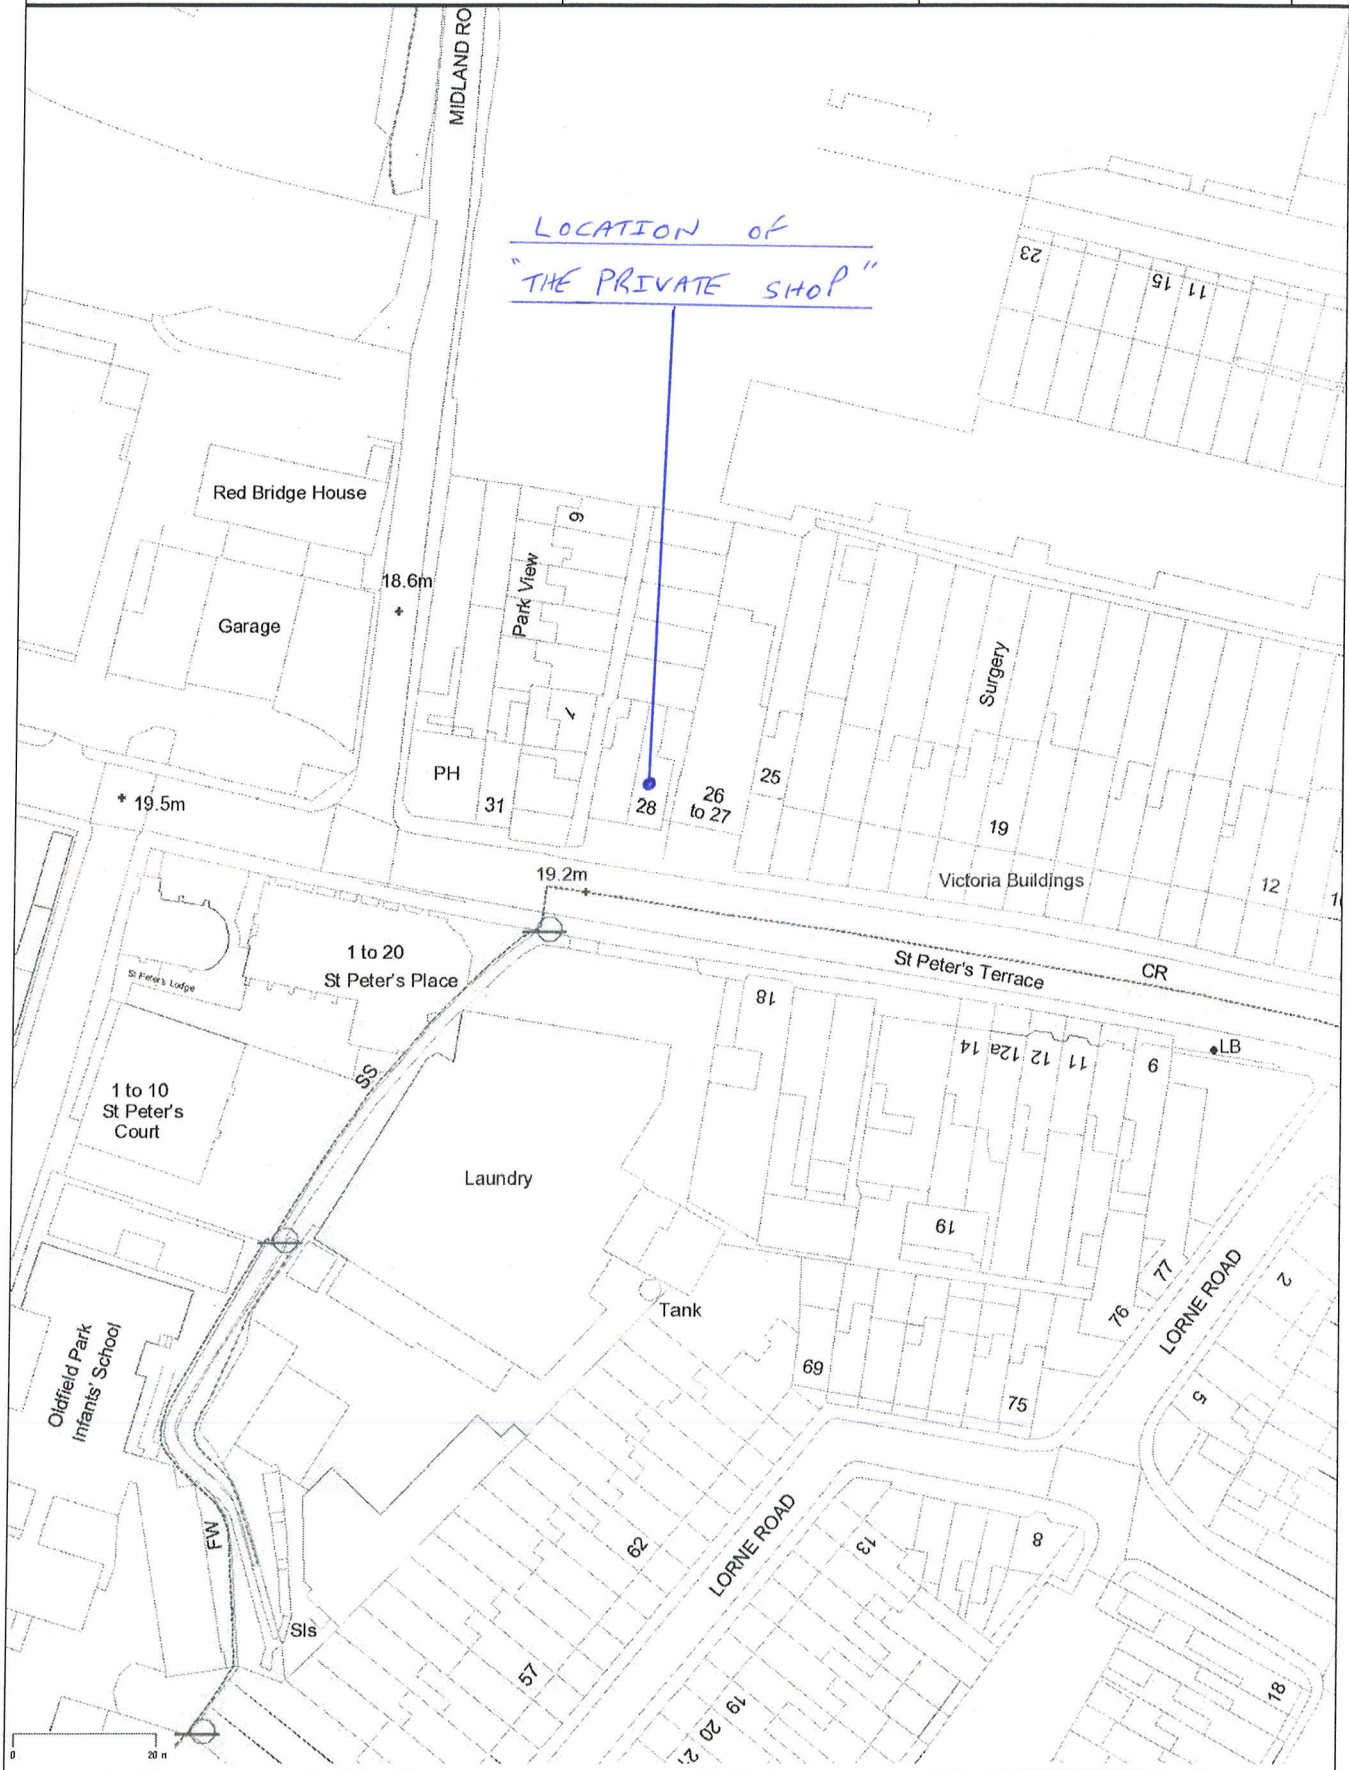 MIDLAND RO
LOCATION OF
"THE PRIVATE SHOP"
23
15
11
Red Bridge House
6
18.6m
Park View
Garage
Surgery
1
PH
31
28
26
to 27
25
19.5m
19
19.2m
Victoria Buildings
12
1 to 20
St Peter's Place
St Peter's Lodge
St Peter's Terrace
CR
18
14
12a
12
11
9
LB
SS
1 to 10
St Peter's
Court
Laundry
19
77
76
LORNE ROAD
2
Tank
Oldfield Park
Infants' School
69
75
5
62
LORNE ROAD
13
8
FW
Sls
57
19
20
18
0
20 m